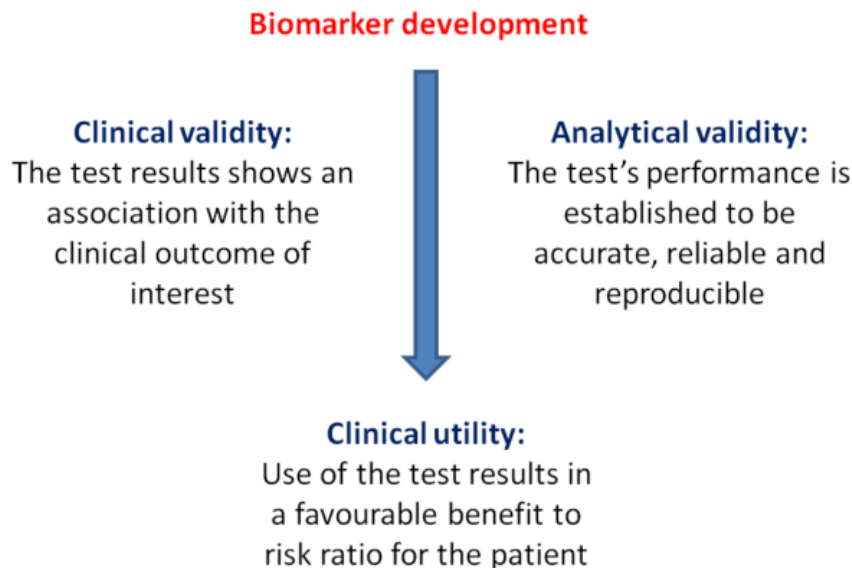 Biomarker development
Clinical validity:
The test results shows an
association with the
clinical outcome of
interest
Analytical validity:
The test's performance is
established to be
accurate, reliable and
reproducible
Clinical utility:
Use of the test results in
a favourable benefit to
risk ratio for the patient